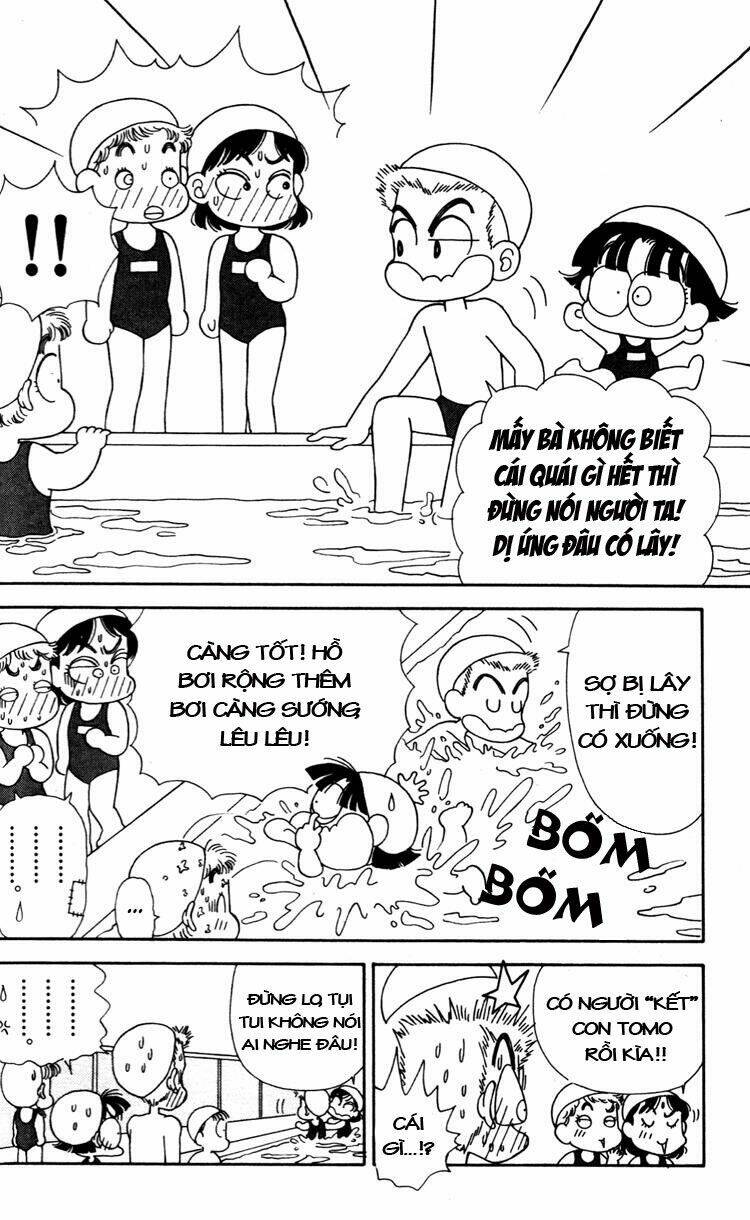 !!
MẤY BÀ KHÔNG BIẾT
CÁI QUÁI GÌ HẾT THÌ
ĐỪNG NÓI NGƯỜI TA!
DỊ ỨNG ĐÂU CÓ LÂY!
SỢ BỊ LÂY
THÌ ĐỪNG
CÓ XUỐNG!
CÀNG TỐT! HỒ
BƠI RỘNG THÊM
BƠI CÀNG SƯỚNG,
LÊU LÊU!
BỐM
BỐM
...
ĐỪNG LO, TỤI
TUI KHÔNG NÓI
AI NGHE ĐÂU!
CÓ NGƯỜI “KẾT”
CON TOMO
RỒI KÌA!!
CÁI
GÌ...!?